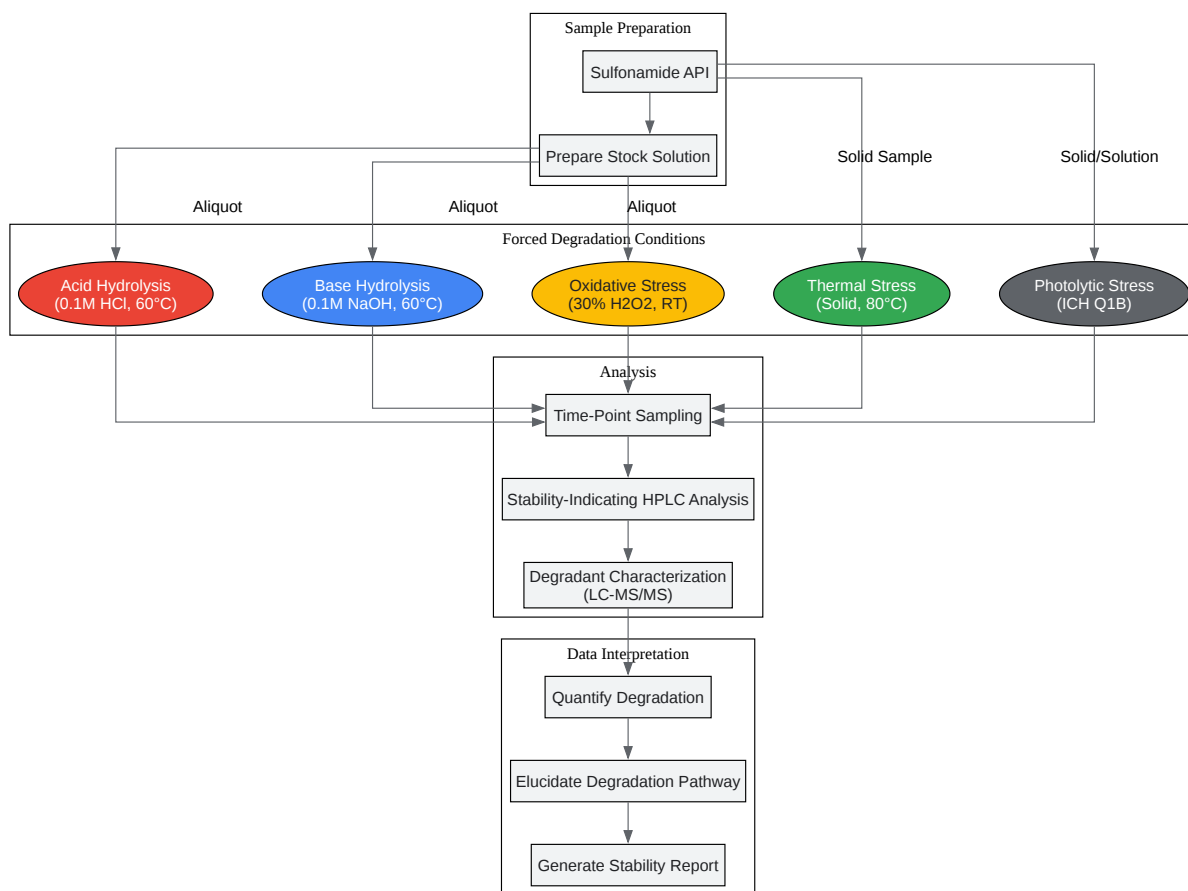 Sample Preparation
Sulfonamide API
Prepare Stock Solution
Solid Sample
Solid/Solution
Aliquot
Aliquot
Aliquot
Forced Degradation Conditions
Acid Hydrolysis
(0.1M HCl, 60°C)
Base Hydrolysis
(0.1M NaOH, 60°C)
Oxidative Stress
(30% H2O2, RT)
Thermal Stress
(Solid, 80°C)
Photolytic Stress
(ICH Q1B)
Analysis
Time-Point Sampling
Stability-Indicating HPLC Analysis
Degradant Characterization
(LC-MS/MS)
Data Interpretation
Quantify Degradation
Elucidate Degradation Pathway
Generate Stability Report